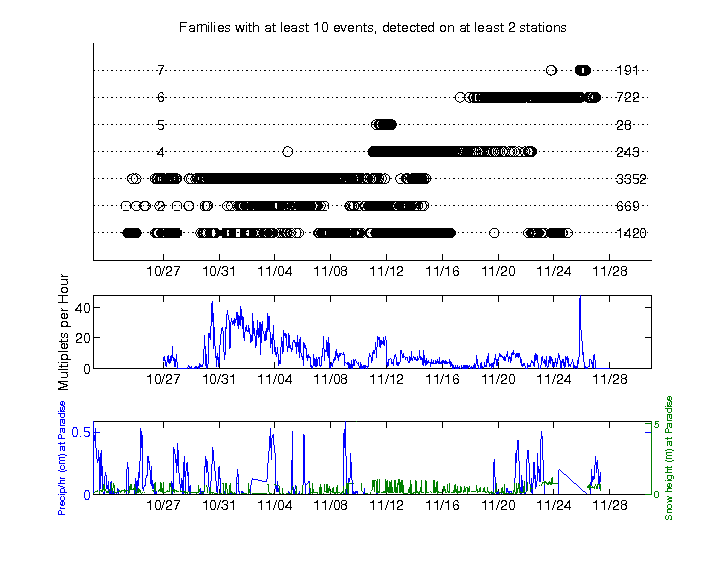 Families with at least 10 events, detected on at least 2 stations
7 191
6 722
5 26
4 243
3352
669
1420
10/27 10/31 11/04 11/08 11/12 11/16 11/20 11/24 11/28
Multiplets per Hour
40
20
0
10/27 10/31 11/04 11/08 11/12 11/16 11/20 11/24 11/28
Precip/hr (cm) at Paradise
0.5
0
5
0
Snow height (m) at Paradise
10/27 10/31 11/04 11/08 11/12 11/16 11/20 11/24 11/28